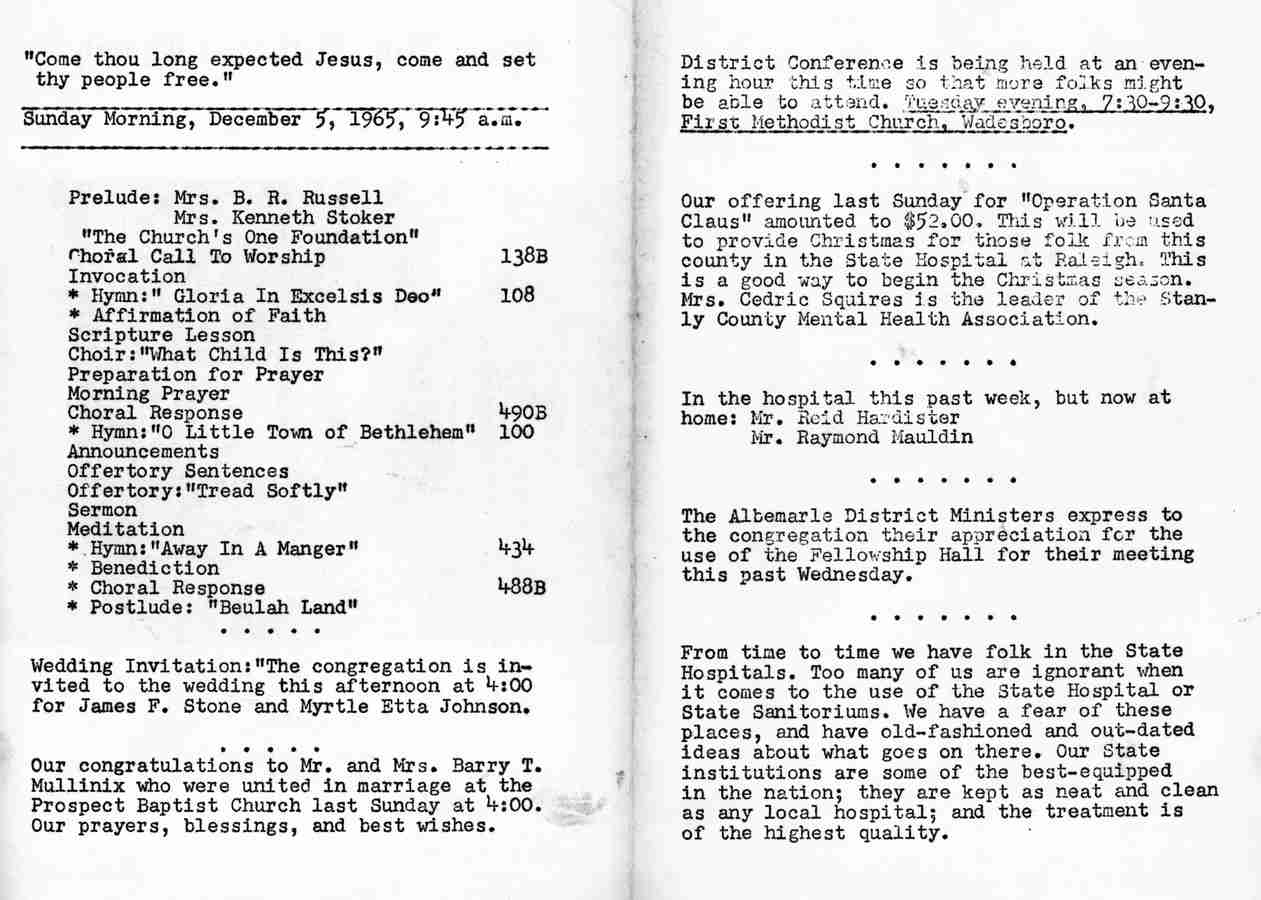 "Come thou long expected Jesus, come and set
thy people free."
Sunday Morning, December 5, 1965, 9:45 a.m.
Prelude: Mrs. B. R. Russell
Mrs. Kenneth Stoker
"The Church's One Foundation"
Choral Call To Worship 138B
Invocation
* Hymn:" Gloria In Excelsis Deo" 108
* Affirmation of Faith
Scripture Lesson
Choir:"What Child Is This?"
Preparation for Prayer
Morning Prayer
Choral Response 490B
* Hymn:"O Little Town of Bethlehem" 100
Announcements
Offertory Sentences
Offertory:"Tread Softly"
Sermon
Meditation
* Hymn:"Away In A Manger" 434
* Benediction
* Choral Response 488B
* Postlude: "Beulah Land"
. . . . .
Wedding Invitation:"The congregation is in-
vited to the wedding this afternoon at 4:00
for James F. Stone and Myrtle Etta Johnson.
. . . . .
Our congratulations to Mr. and Mrs. Barry T.
Mullinix who were united in marriage at the
Prospect Baptist Church last Sunday at 4:00.
Our prayers, blessings, and best wishes.
District Conference is being held at an even-
ing hour this time so that more folks might
be able to attend. Tuesday evening, 7:30-9:30,
First Methodist Church, Wadesboro.
. . . . . . .
Our offering last Sunday for "Operation Santa
Claus" amounted to $52.00. This will be used
to provide Christmas for those folk from this
county in the State Hospital at Raleigh. This
is a good way to begin the Christmas season.
Mrs. Cedric Squires is the leader of the Stan-
ly County Mental Health Association.
. . . . . . .
In the hospital this past week, but now at
home: Mr. Reid Hardister
Mr. Raymond Mauldin
. . . . . . .
The Albemarle District Ministers express to
the congregation their appreciation for the
use of the Fellowship Hall for their meeting
this past Wednesday.
. . . . . . .
From time to time we have folk in the State
Hospitals. Too many of us are ignorant when
it comes to the use of the State Hospital or
State Sanitoriums. We have a fear of these
places, and have old-fashioned and out-dated
ideas about what goes on there. Our State
institutions are some of the best-equipped
in the nation; they are kept as neat and clean
as any local hospital; and the treatment is
of the highest quality.